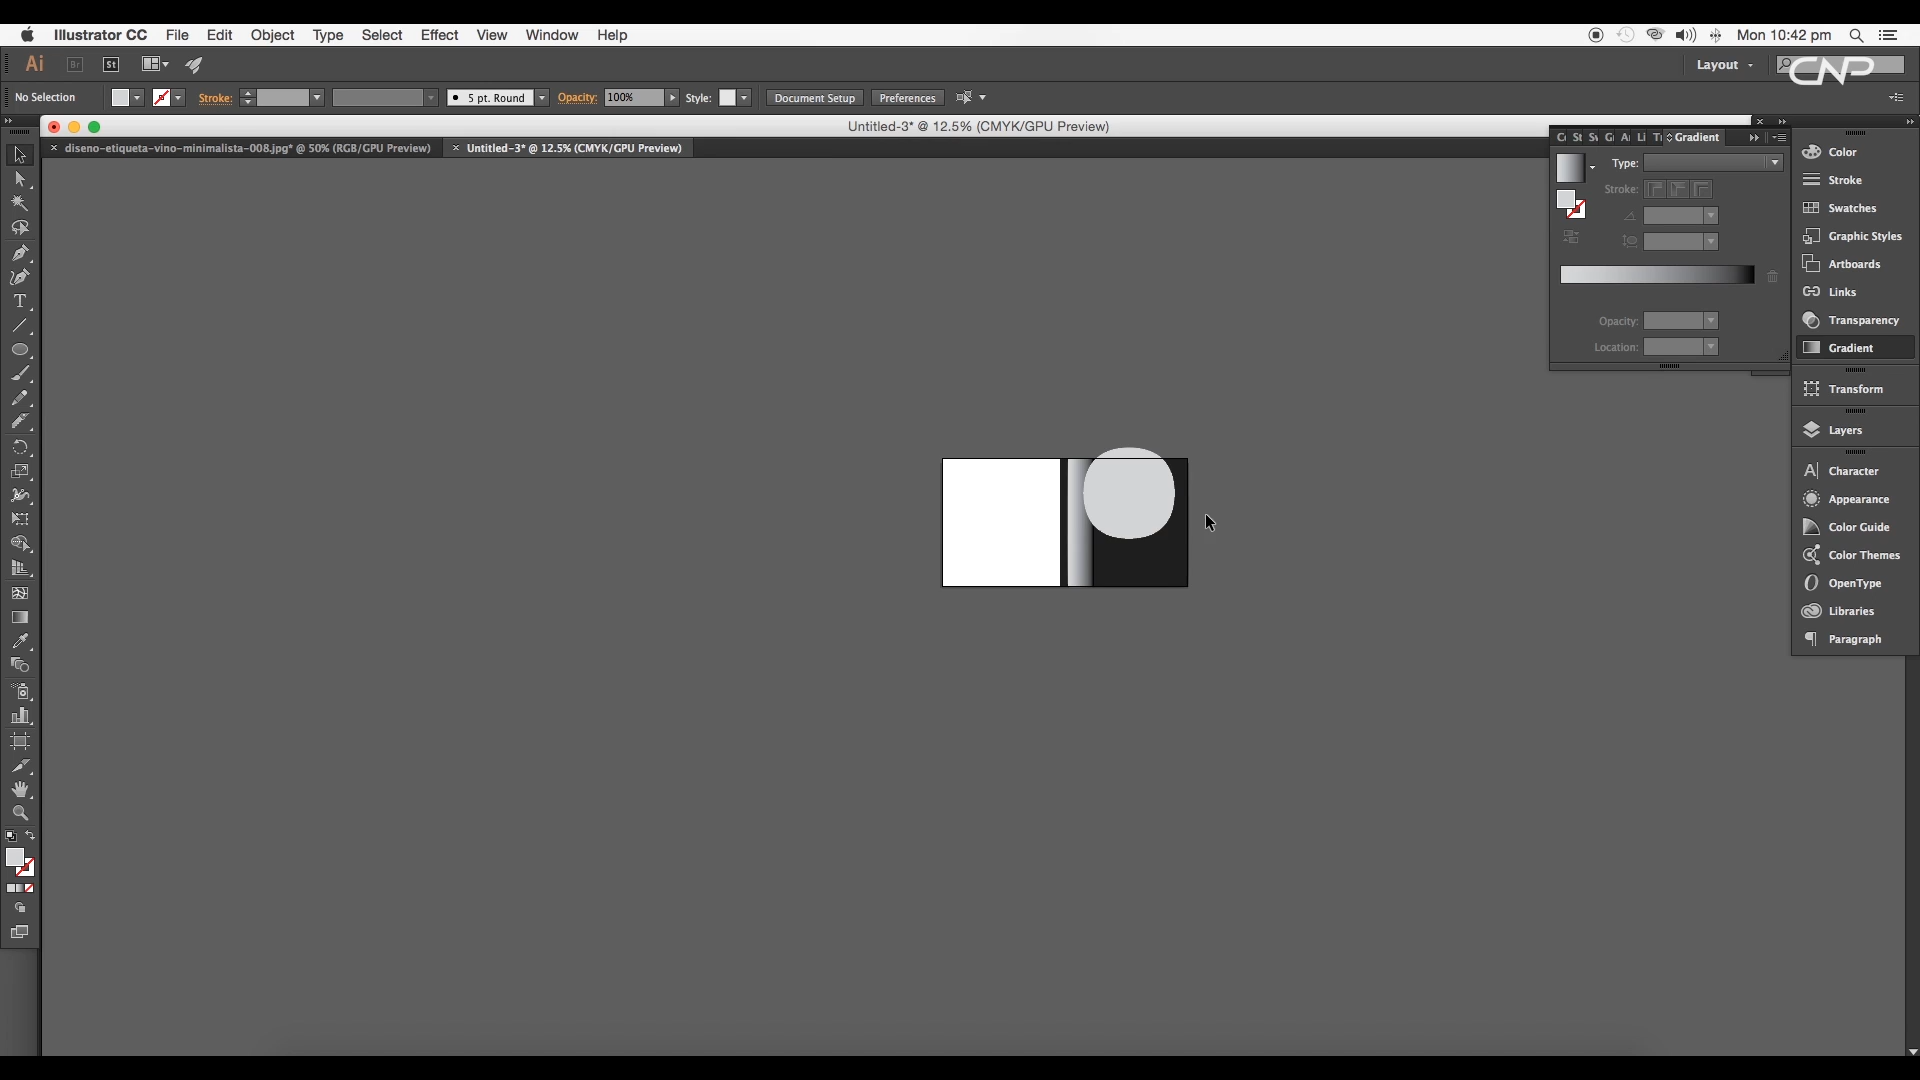 Illustrator CC File Edit Object Type Select Effect View Window Help
Mon 10:42 pm
Ai Br St
Layout
CNP
No Selection
Stroke:
5 pt. Round
Opacity: 100%
Style:
Document Setup
Preferences
Untitled-3* @ 12.5% (CMYK/GPU Preview)
× diseno-etiqueta-vino-minimalista-008.jpg* @ 50% (RGB/GPU Preview)
× Untitled-3* @ 12.5% (CMYK/GPU Preview)
Gradient
Type:
Stroke:
Opacity:
Location:
Color
Stroke
Swatches
Graphic Styles
Artboards
Links
Transparency
Gradient
Transform
Layers
Character
Appearance
Color Guide
Color Themes
OpenType
Libraries
Paragraph